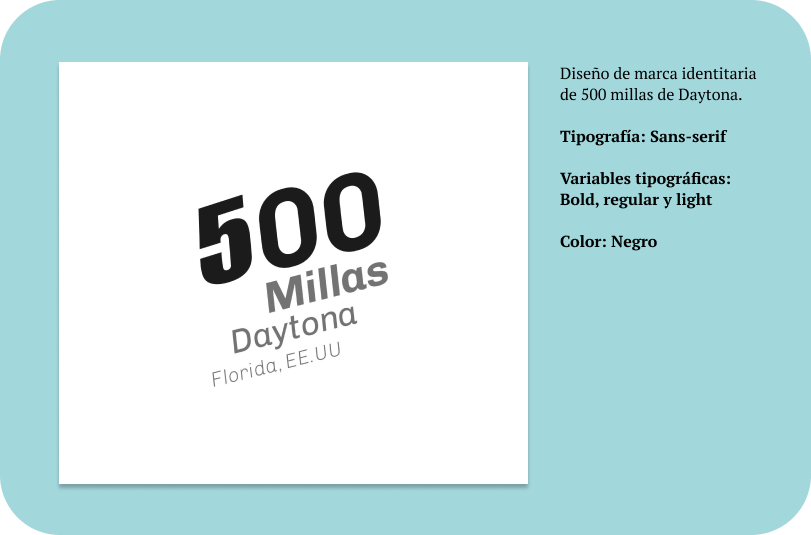 500
Millas
Daytona
Florida, EE.UU
Diseño de marca identitaria
de 500 millas de Daytona.
Tipografía: Sans-serif
Variables tipográficas:
Bold, regular y light
Color: Negro